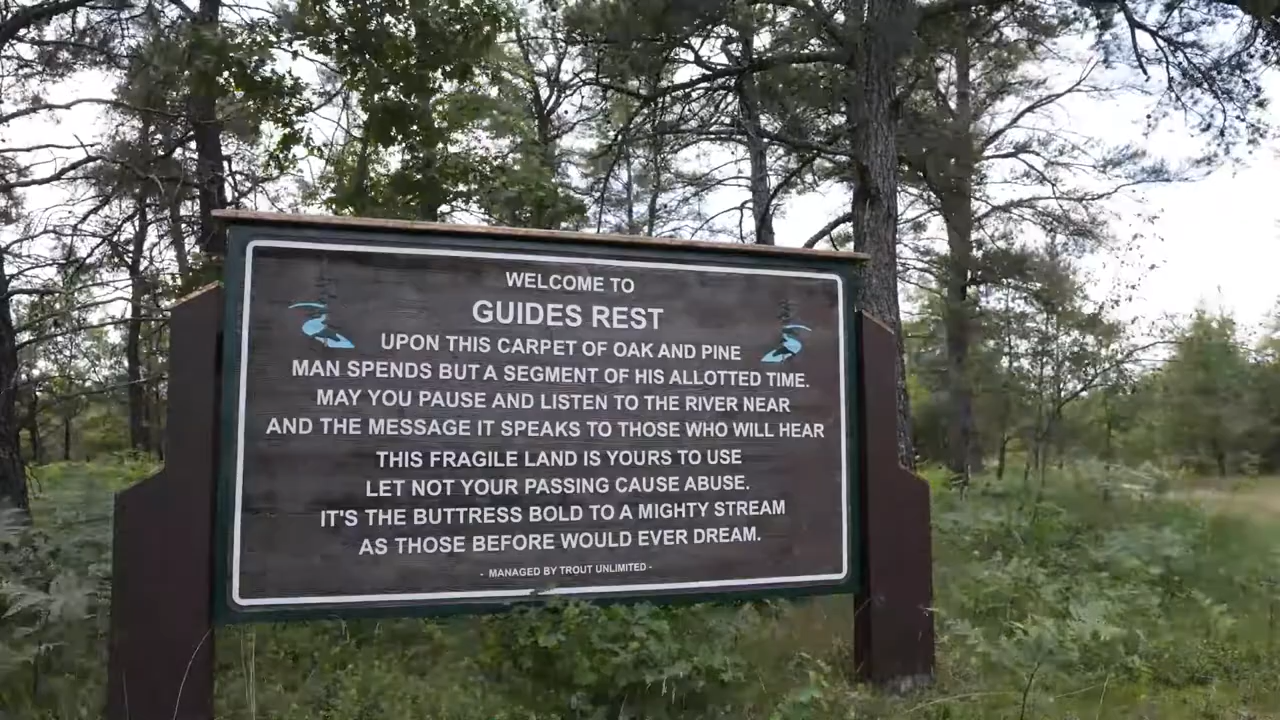 WELCOME TO
GUIDES REST
UPON THIS CARPET OF OAK AND PINE
MAN SPENDS BUT A SEGMENT OF HIS ALLOTTED TIME.
MAY YOU PAUSE AND LISTEN TO THE RIVER NEAR
AND THE MESSAGE IT SPEAKS TO THOSE WHO WILL HEAR
THIS FRAGILE LAND IS YOURS TO USE
LET NOT YOUR PASSING CAUSE ABUSE.
IT'S THE BUTTRESS BOLD TO A MIGHTY STREAM
AS THOSE BEFORE WOULD EVER DREAM.
- MANAGED BY TROUT UNLIMITED -